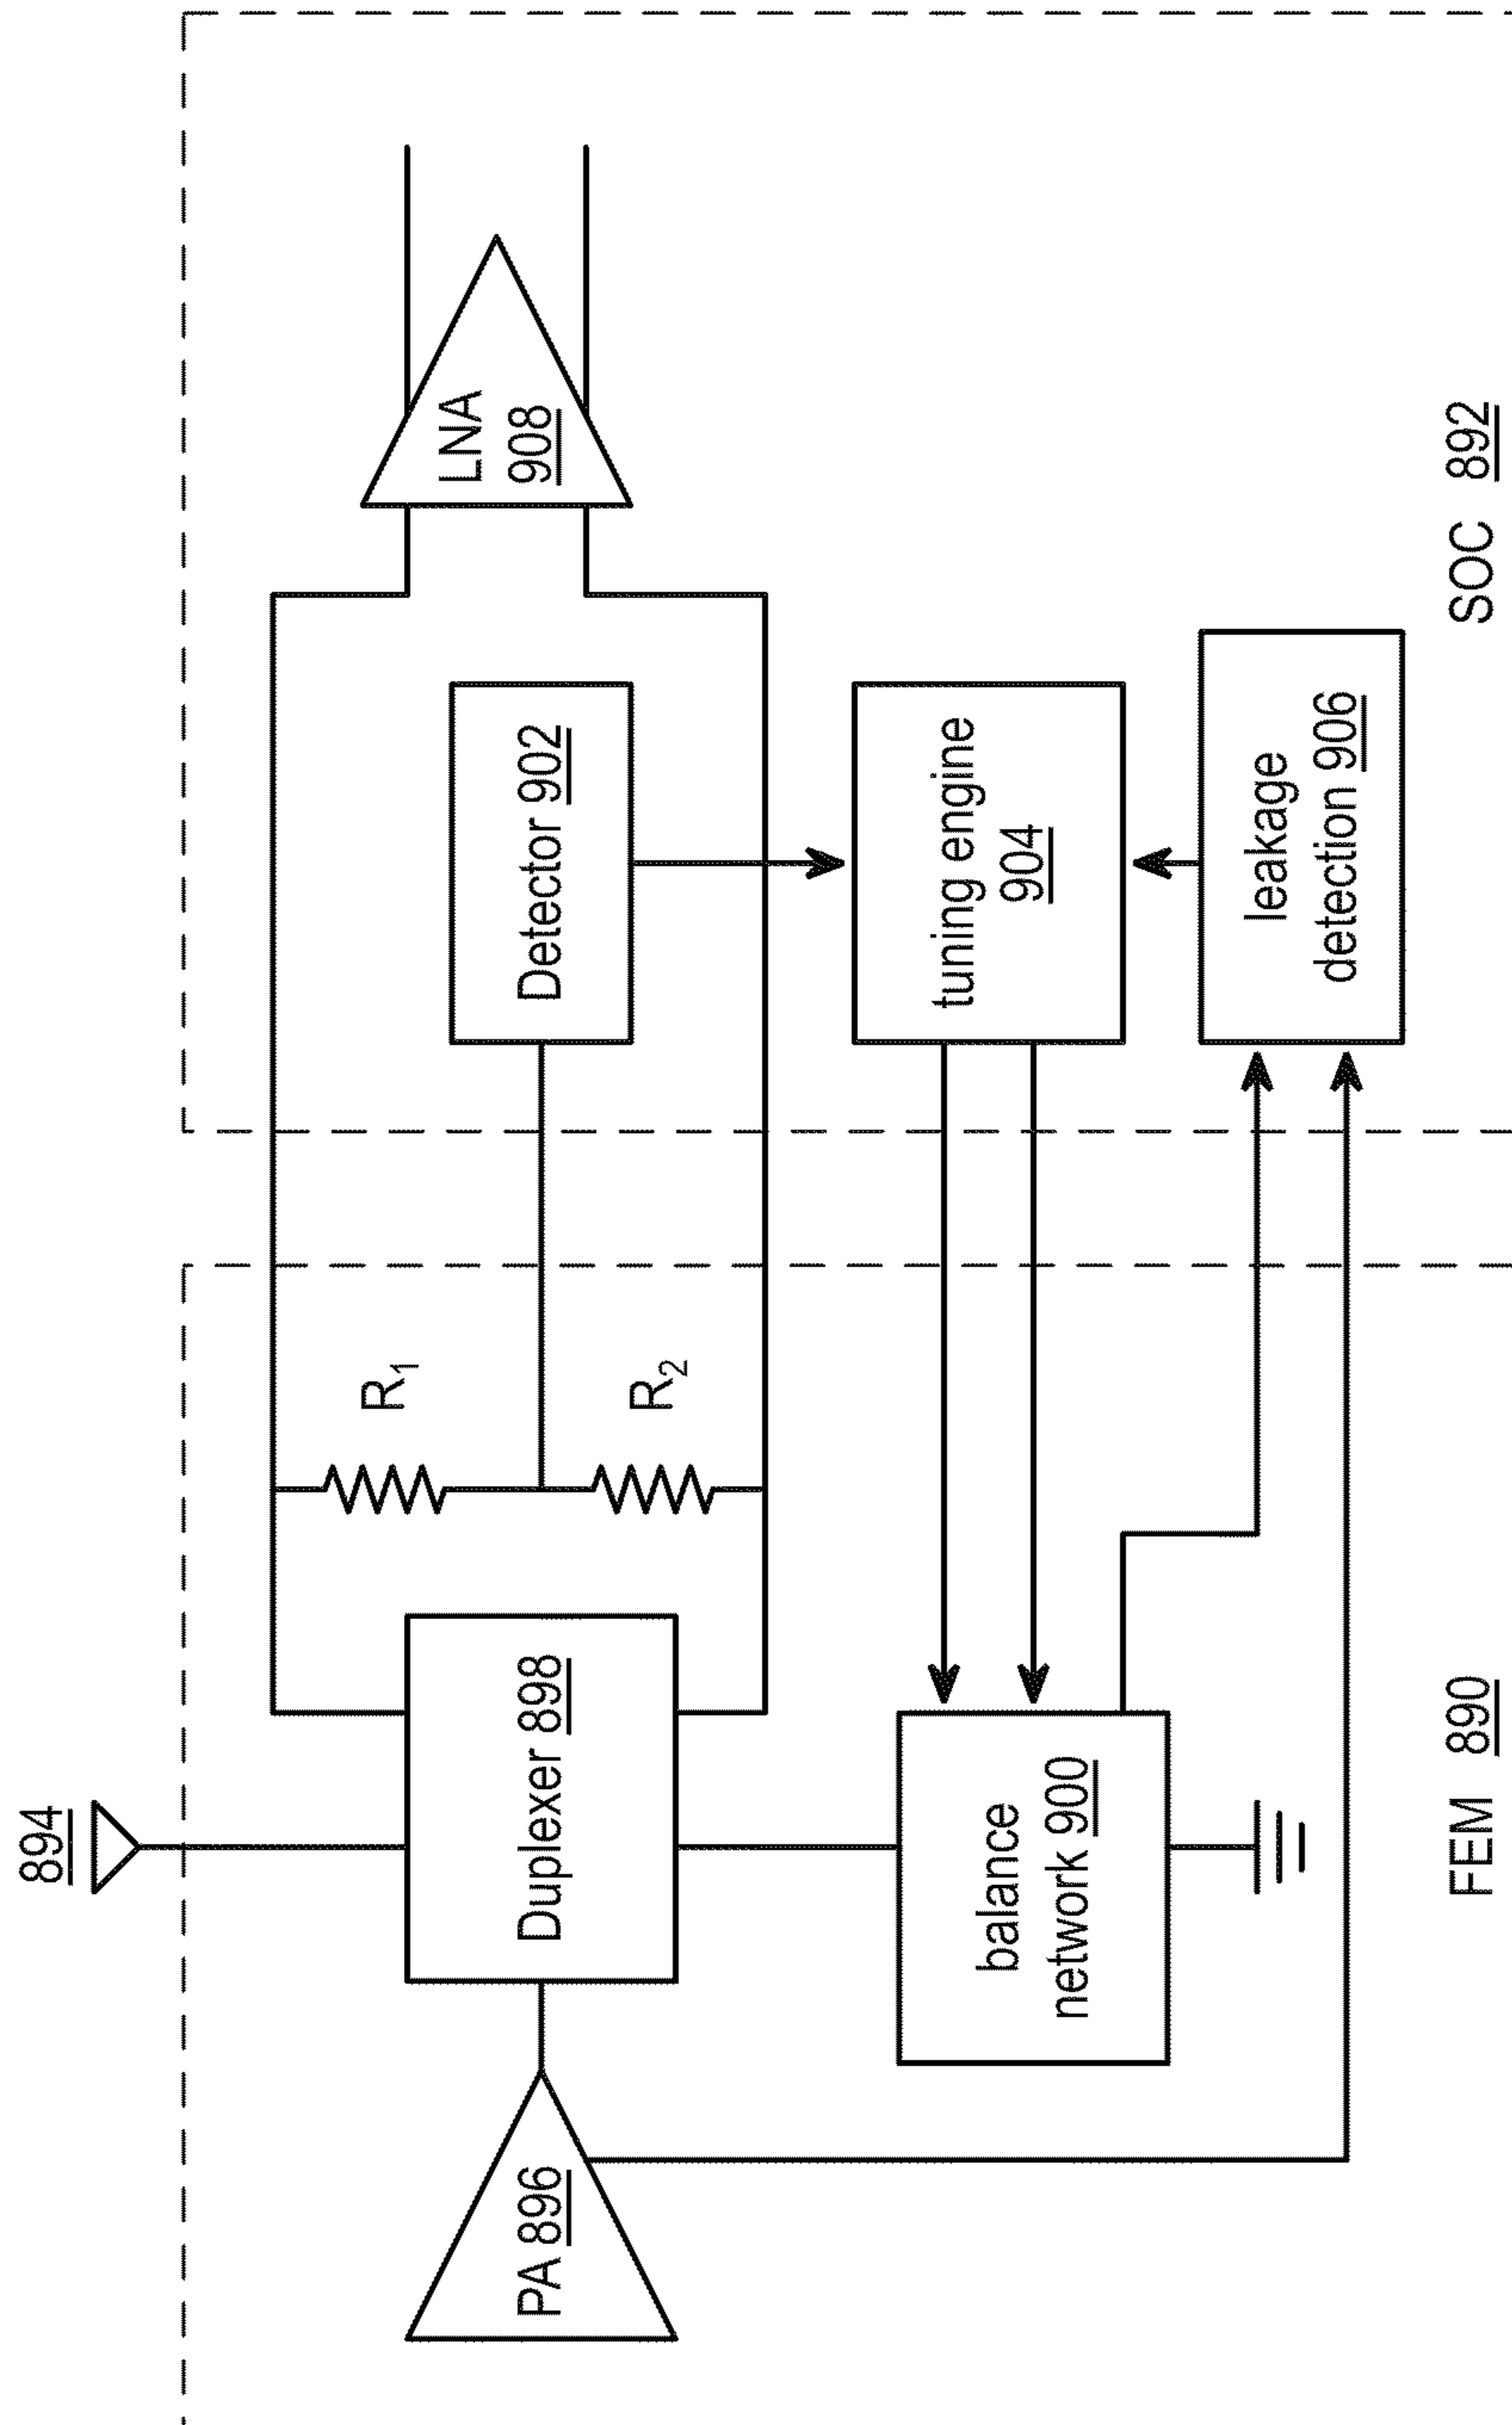 894
PA 896
Duplexer 898
R1
R2
Detector 902
LNA
908
balance
network 900
tuning engine
904
leakage
detection 906
FEM 890
SOC 892